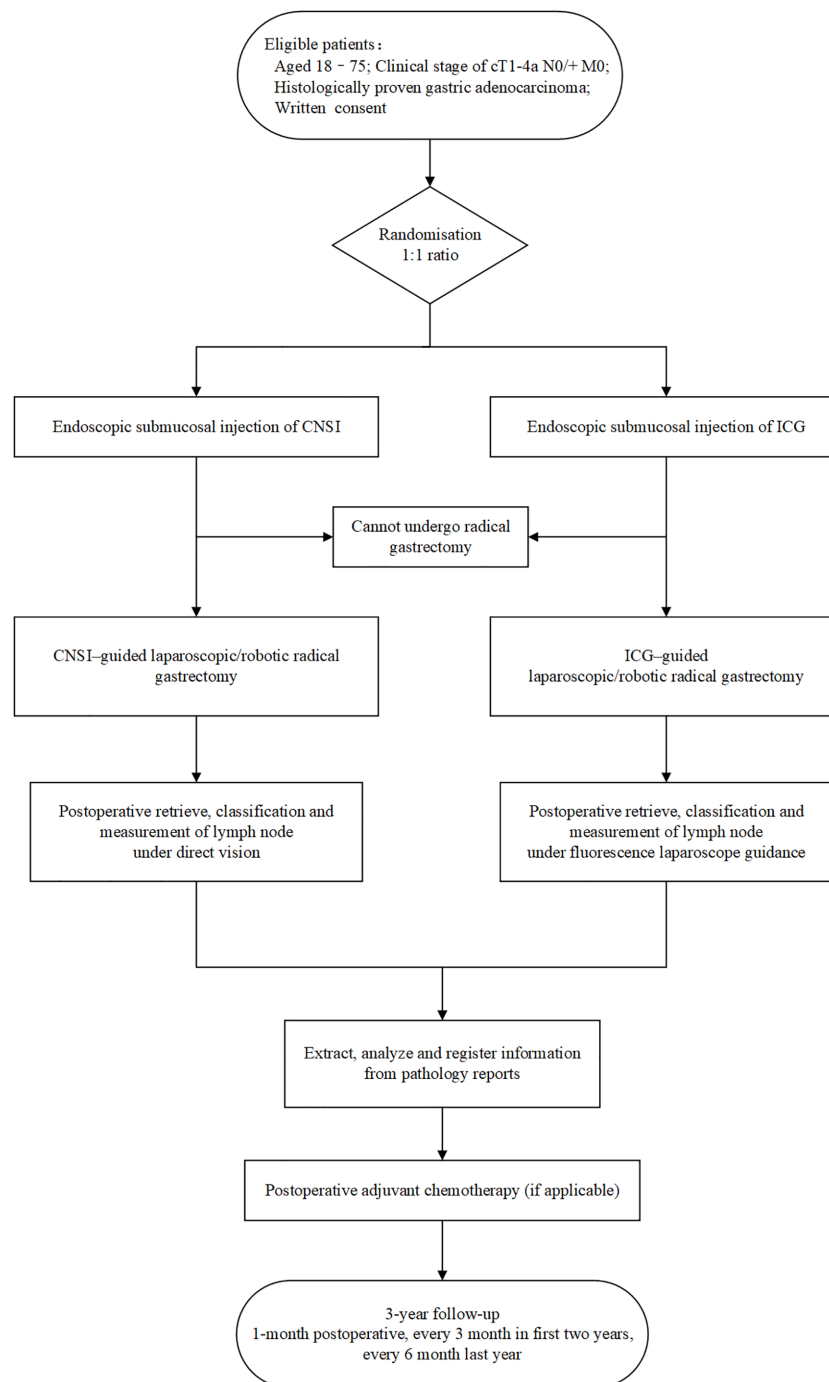 Eligible patients：
Aged 18－75; Clinical stage of cT1-4a N0/+ M0;
Histologically proven gastric adenocarcinoma;
Written consent
Randomisation
1:1 ratio
Endoscopic submucosal injection of CNSI
Endoscopic submucosal injection of ICG
Cannot undergo radical
gastrectomy
CNSI–guided laparoscopic/robotic radical
gastrectomy
ICG–guided
laparoscopic/robotic radical gastrectomy
Postoperative retrieve, classification and
measurement of lymph node
under direct vision
Postoperative retrieve, classification and
measurement of lymph node
under fluorescence laparoscope guidance
Extract, analyze and register information
from pathology reports
Postoperative adjuvant chemotherapy (if applicable)
3-year follow-up
1-month postoperative, every 3 month in first two years,
every 6 month last year